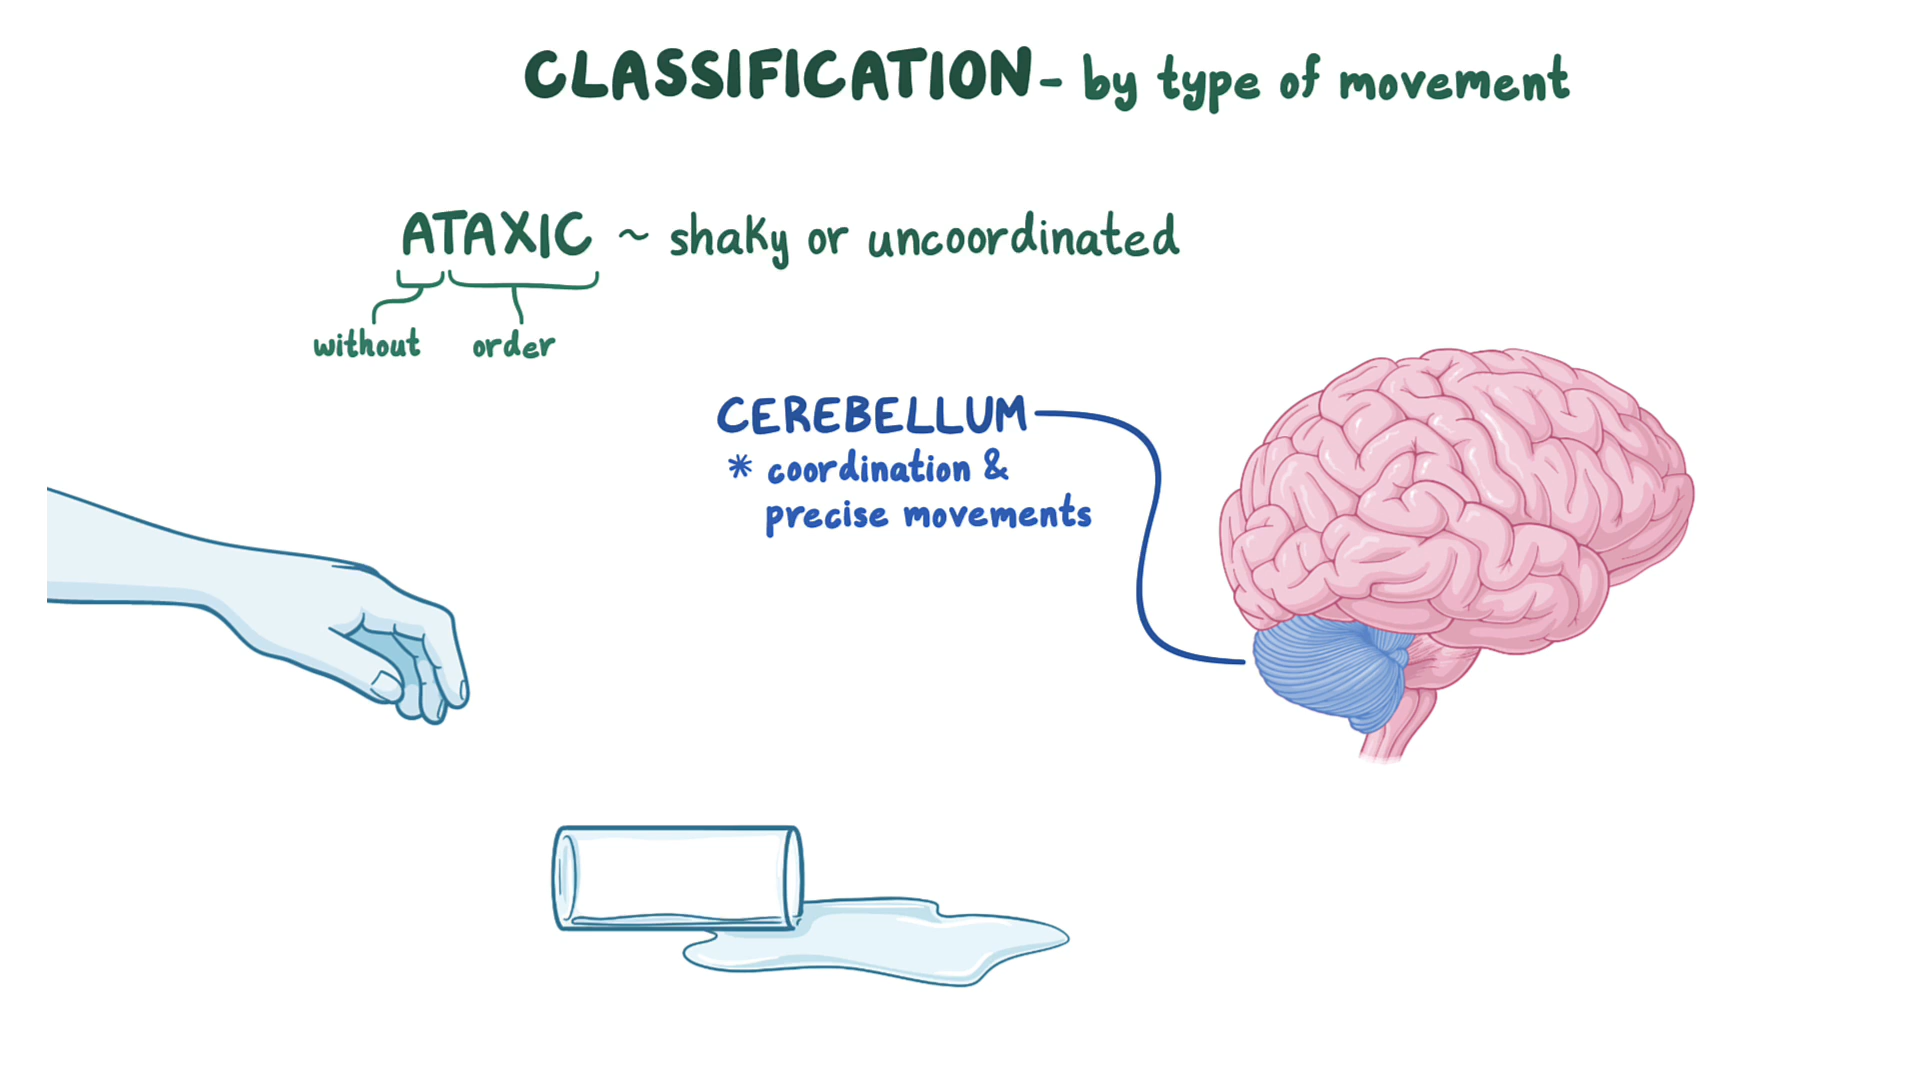 CLASSIFICATION - by type of movement
ATAXIC ~ shaky or uncoordinated
without order
CEREBELLUM
* coordination &
precise movements